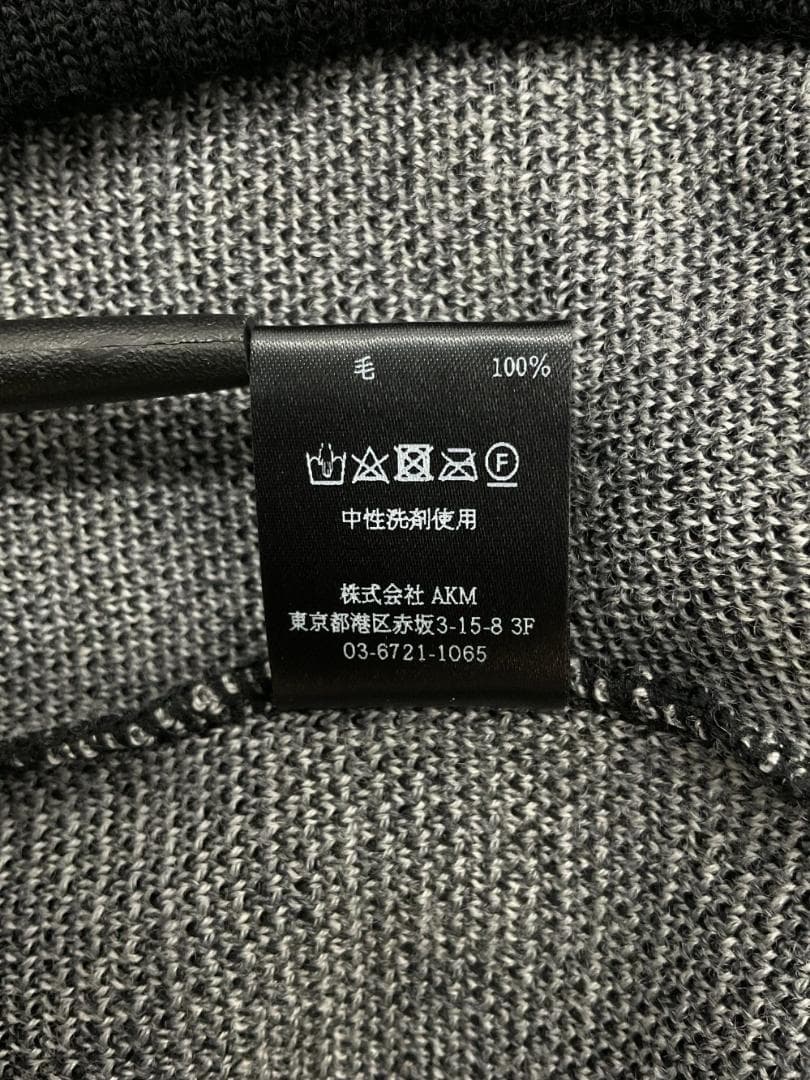 毛 100%
F
中性洗剤使用
株式会社 AKM
東京都港区赤坂3-15-8 3F
03-6721-1065